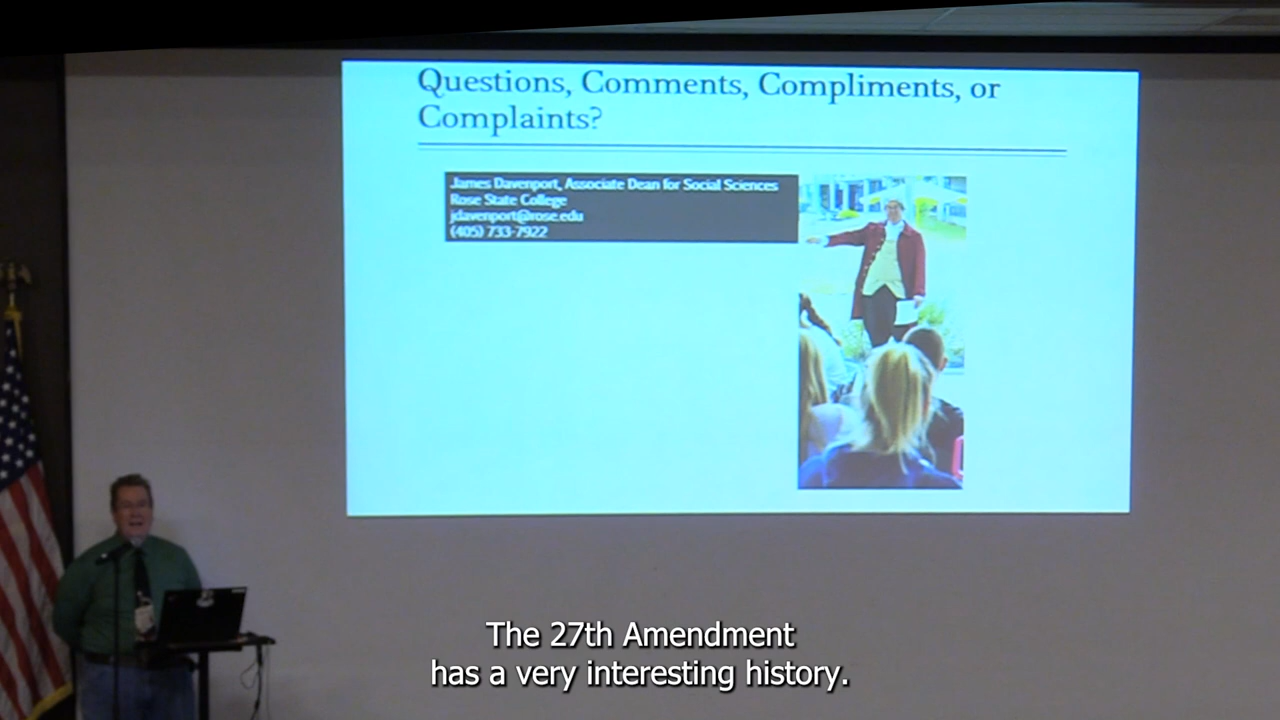 Questions, Comments, Compliments, or
Complaints?
James Davenport, Associate Dean for Social Sciences
Rose State College
jdavenport@rose.edu
(405) 733-7922
The 27th Amendment
has a very interesting history.